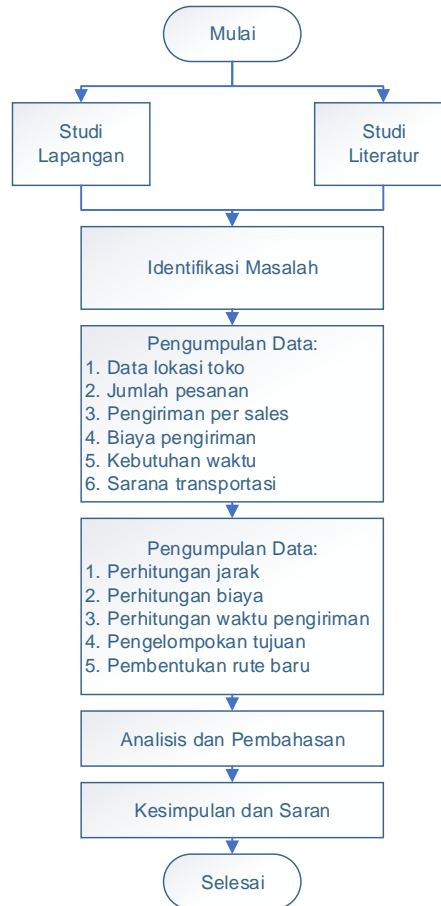 Mulai
Studi
Lapangan
Studi
Literatur
Identifikasi Masalah
Pengumpulan Data:
1. Data lokasi toko
2. Jumlah pesanan
3. Pengiriman per sales
4. Biaya pengiriman
5. Kebutuhan waktu
6. Sarana transportasi
Pengumpulan Data:
1. Perhitungan jarak
2. Perhitungan biaya
3. Perhitungan waktu pengiriman
4. Pengelompokan tujuan
5. Pembentukan rute baru
Analisis dan Pembahasan
Kesimpulan dan Saran
Selesai